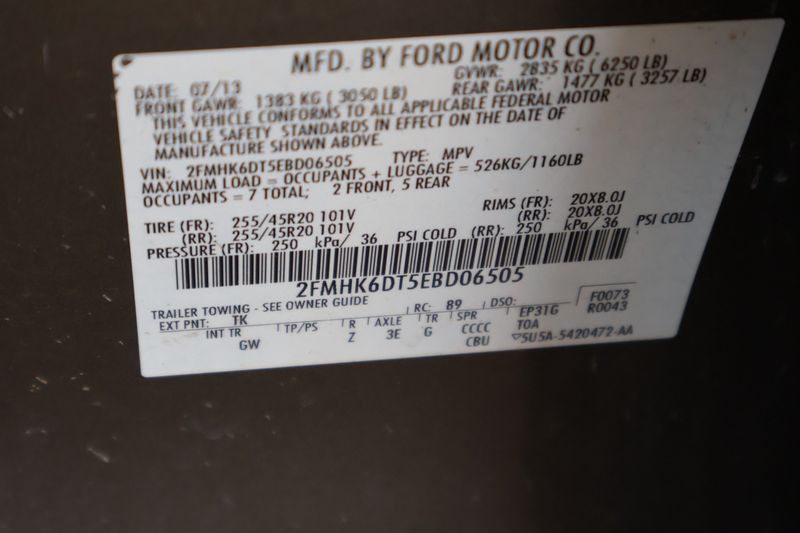 MFD. BY FORD MOTOR CO.
DATE: 07/13 GVWR: 2835 KG ( 6250 LB)
FRONT GAWR: 1383 KG ( 3050 LB) REAR GAWR: 1477 KG ( 3257 LB)
THIS VEHICLE CONFORMS TO ALL APPLICABLE FEDERAL MOTOR
VEHICLE SAFETY STANDARDS IN EFFECT ON THE DATE OF
MANUFACTURE SHOWN ABOVE.
VIN: 2FMHK6DT5EBD06505 TYPE: MPV
MAXIMUM LOAD = OCCUPANTS + LUGGAGE = 526KG/1160LB
OCCUPANTS = 7 TOTAL; 2 FRONT, 5 REAR
TIRE (FR): 255/45R20 101V RIMS (FR): 20X8.0J
(RR): 255/45R20 101V (RR): 20X8.0J
PRESSURE (FR): 250 kPa/ 36 PSI COLD (RR): 250 kPa/36 PSI COLD
2FMHK6DT5EBD06505
TRAILER TOWING - SEE OWNER GUIDE RC: 89 DSO: F0073
EXT PNT: TK R0043
INT TR TP/PS R AXLE TR SPR EP31G
GW Z 3E G CCCC TOA
CBU ▽5U5A-5420472-AA